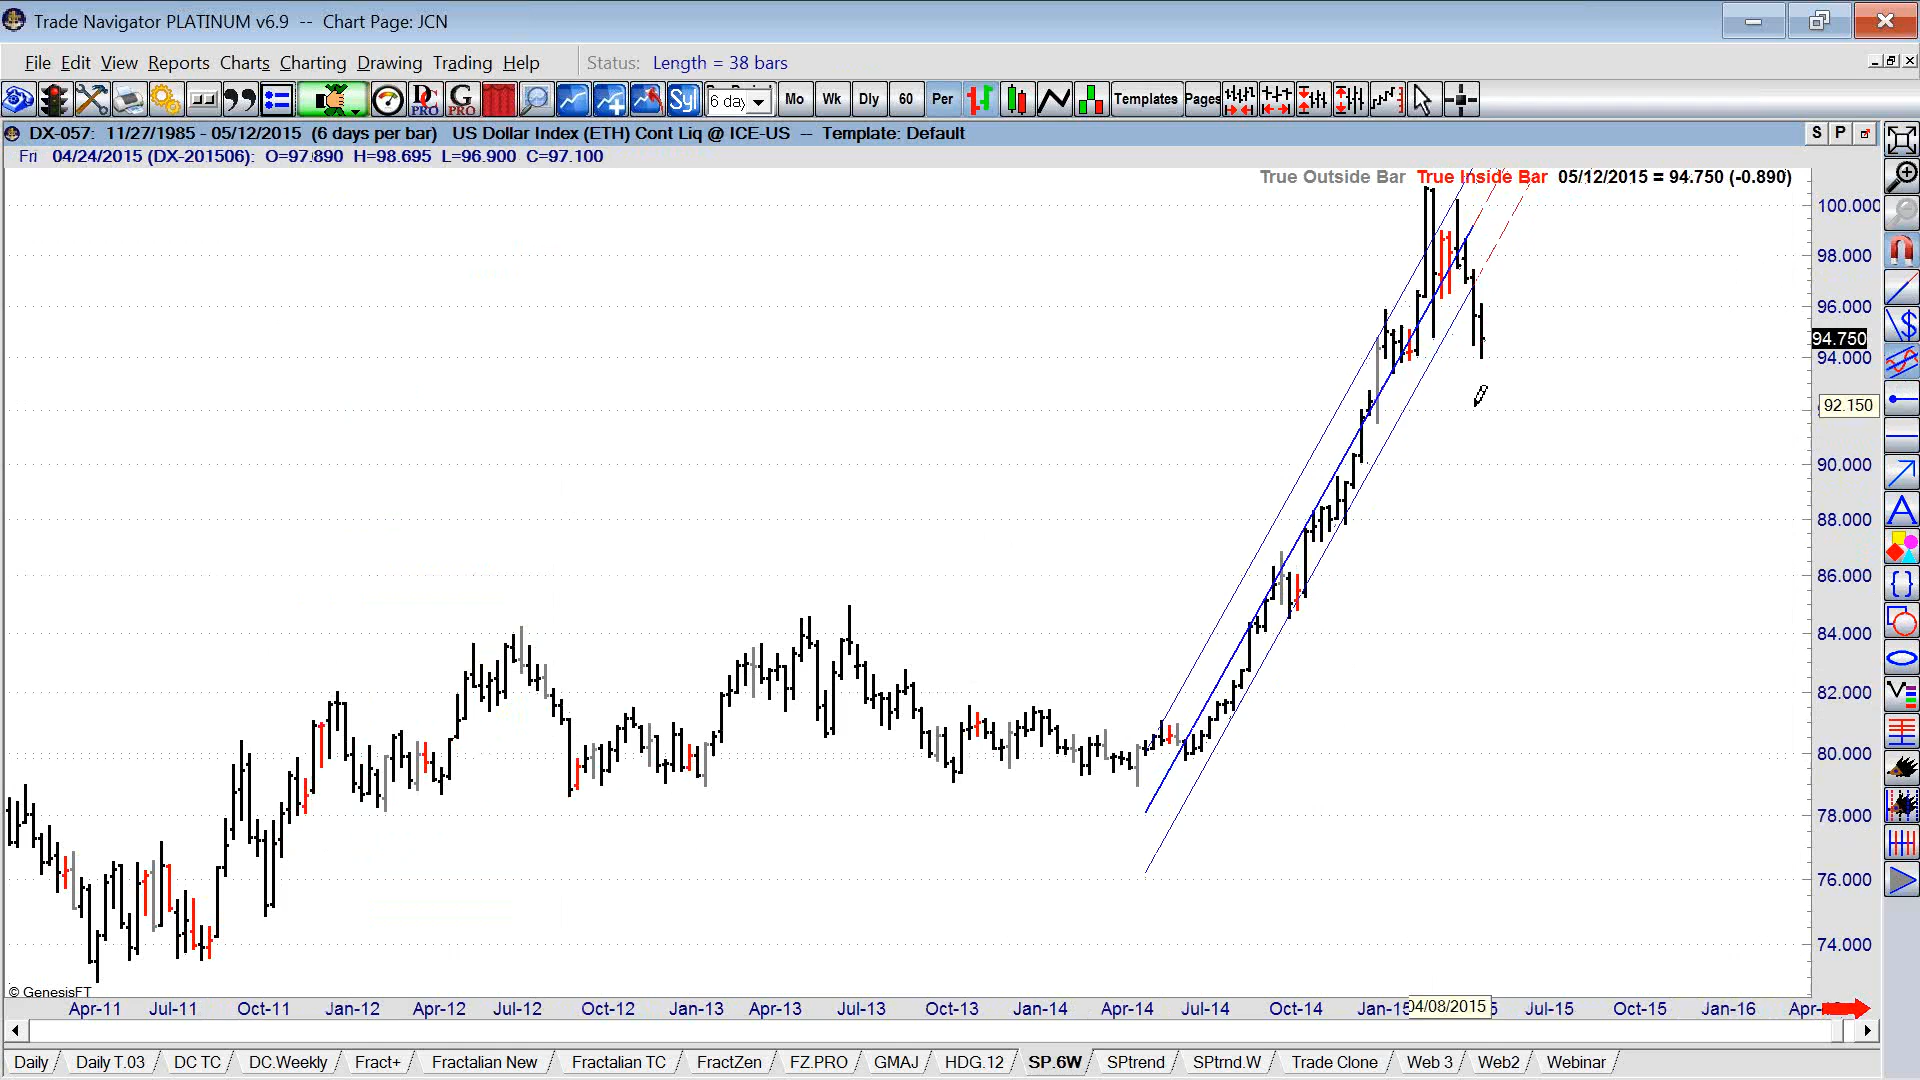 Trade Navigator PLATINUM v6.9 -- Chart Page: JCN
File Edit View Reports Charts Charting Drawing Trading Help Status: Length = 38 bars
DC PRO G PRO Syl 6 day Mo Wk Dly 60 Per Templates Pages
DX-057: 11/27/1985 - 05/12/2015 (6 days per bar) US Dollar Index (ETH) Cont Liq @ ICE-US -- Template: Default S P
Fri 04/24/2015 (DX-201506): O=97.890 H=98.695 L=96.900 C=97.100
True Outside Bar True Inside Bar 05/12/2015 = 94.750 (-0.890)
100.000
98.000
96.000
94.750
94.000
92.150
90.000
88.000
86.000
84.000
82.000
80.000
78.000
76.000
74.000
© GenesisFT
Apr-11 Jul-11 Oct-11 Jan-12 Apr-12 Jul-12 Oct-12 Jan-13 Apr-13 Jul-13 Oct-13 Jan-14 Apr-14 Jul-14 Oct-14 Jan-15 04/08/2015 Jul-15 Oct-15 Jan-16
Daily Daily T.03 DC TC DC.Weekly Fract+ Fractalian New Fractalian TC FractZen FZ.PRO GMAJ HDG.12 SP.6W SPtrend SPtrnd.W Trade Clone Web 3 Web2 Webinar